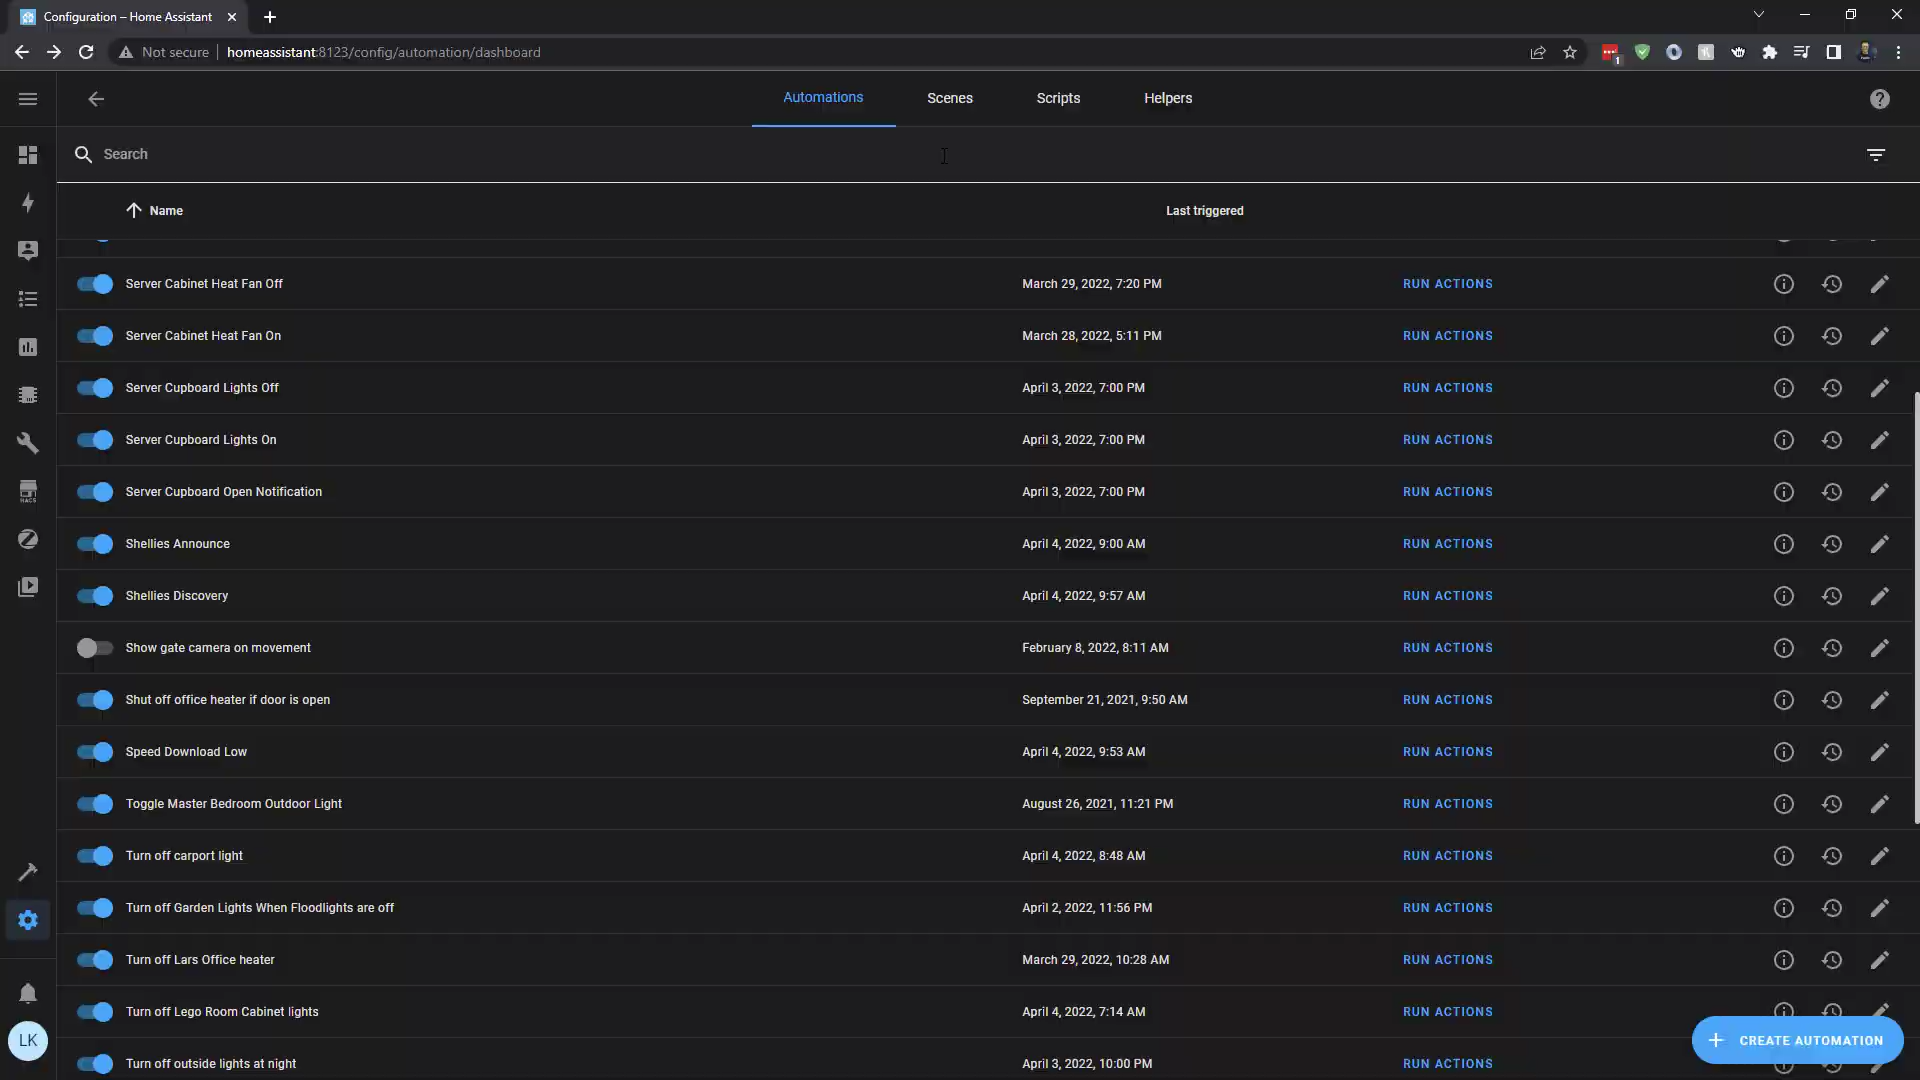 Configuration – Home Assistant
Not secure
homeassistant:8123/config/automation/dashboard
1
Automations
Scenes
Scripts
Helpers
Search
Name
Last triggered
Server Cabinet Heat Fan Off
March 29, 2022, 7:20 PM
RUN ACTIONS
Server Cabinet Heat Fan On
March 28, 2022, 5:11 PM
RUN ACTIONS
Server Cupboard Lights Off
April 3, 2022, 7:00 PM
RUN ACTIONS
Server Cupboard Lights On
April 3, 2022, 7:00 PM
RUN ACTIONS
HACS
Server Cupboard Open Notification
April 3, 2022, 7:00 PM
RUN ACTIONS
Shellies Announce
April 4, 2022, 9:00 AM
RUN ACTIONS
Shellies Discovery
April 4, 2022, 9:57 AM
RUN ACTIONS
Show gate camera on movement
February 8, 2022, 8:11 AM
RUN ACTIONS
Shut off office heater if door is open
September 21, 2021, 9:50 AM
RUN ACTIONS
Speed Download Low
April 4, 2022, 9:53 AM
RUN ACTIONS
Toggle Master Bedroom Outdoor Light
August 26, 2021, 11:21 PM
RUN ACTIONS
Turn off carport light
April 4, 2022, 8:48 AM
RUN ACTIONS
Turn off Garden Lights When Floodlights are off
April 2, 2022, 11:56 PM
RUN ACTIONS
Turn off Lars Office heater
March 29, 2022, 10:28 AM
RUN ACTIONS
Turn off Lego Room Cabinet lights
April 4, 2022, 7:14 AM
RUN ACTIONS
LK
CREATE AUTOMATION
Turn off outside lights at night
April 3, 2022, 10:00 PM
RUN ACTIONS